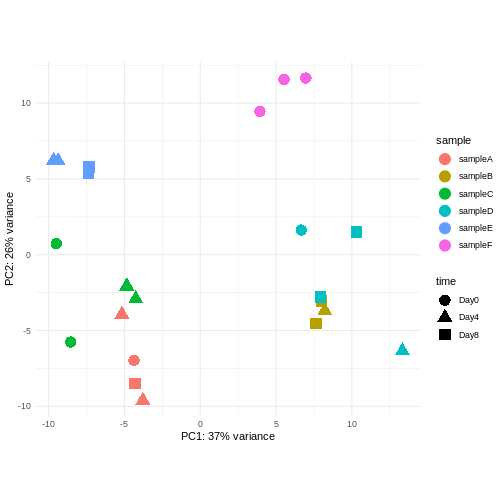 10
5
0
-5
-10
PC2: 26% variance
-10
-5
0
5
10
PC1: 37% variance
sample
sampleA
sampleB
sampleC
sampleD
sampleE
sampleF
time
Day0
Day4
Day8